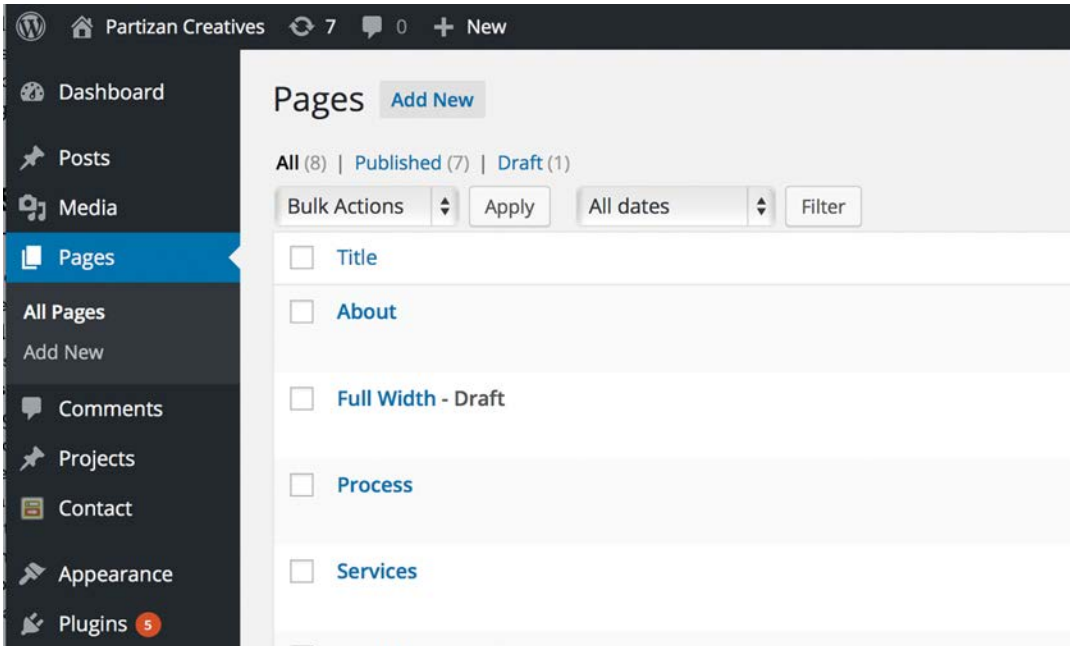 Partizan Creatives 7 0 + New
Dashboard
Posts
Media
Pages
All Pages
Add New
Comments
Projects
Contact
Appearance
Plugins 5
Pages Add New
All (8) | Published (7) | Draft (1)
Bulk Actions Apply All dates Filter
Title
About
Full Width - Draft
Process
Services